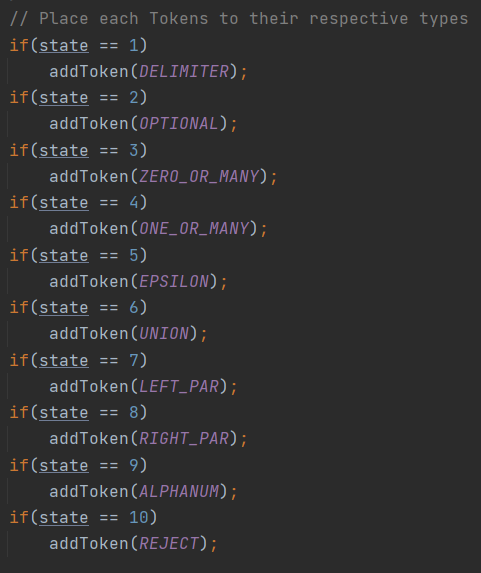 // Place each Tokens to their respective types
if(state == 1)
    addToken(DELIMITER);
if(state == 2)
    addToken(OPTIONAL);
if(state == 3)
    addToken(ZERO_OR_MANY);
if(state == 4)
    addToken(ONE_OR_MANY);
if(state == 5)
    addToken(EPSILON);
if(state == 6)
    addToken(UNION);
if(state == 7)
    addToken(LEFT_PAR);
if(state == 8)
    addToken(RIGHT_PAR);
if(state == 9)
    addToken(ALPHANUM);
if(state == 10)
    addToken(REJECT);